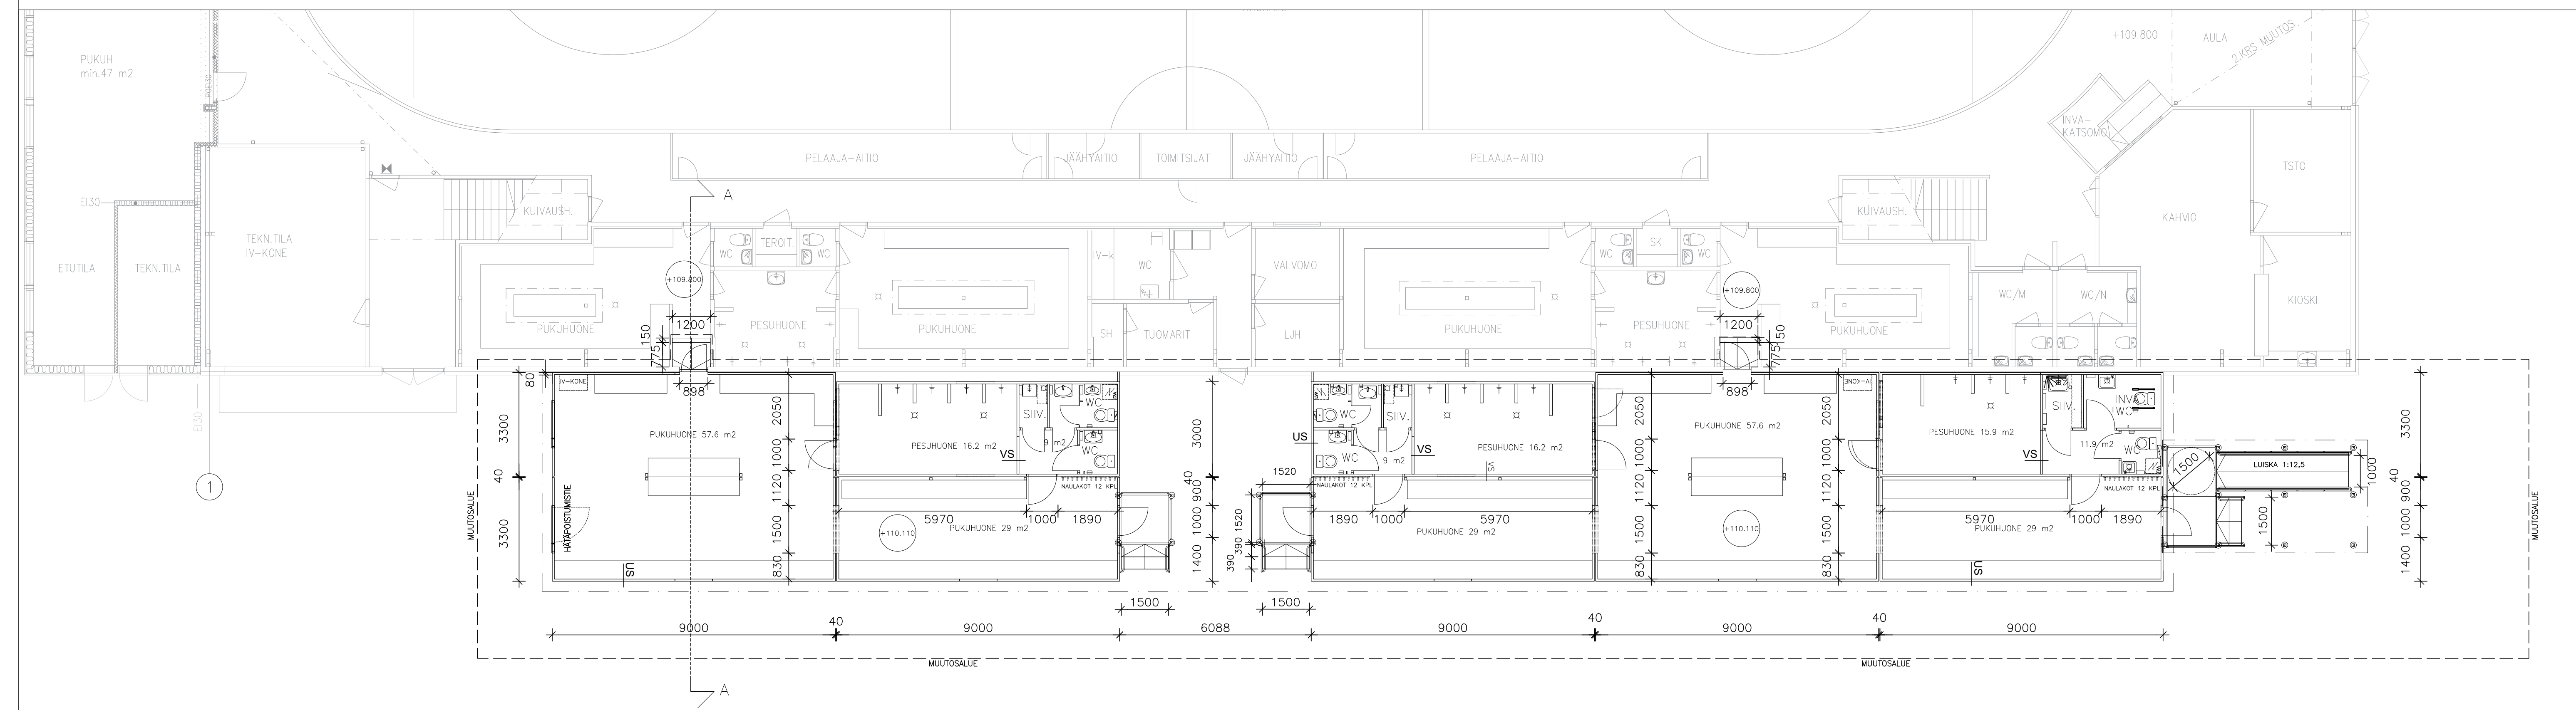 PUKUH
min.47 m2
POE30
+109.800
AULA
2.KRS MUUTOS
INVA-
KATSOMO
PELAAJA-AITIO
JÄÄHYAITIO
TOIMITSIJAT
JÄÄHYAITIO
PELAAJA-AITIO
TSTO
A
EI30
KUIVAUSH.
KUIVAUSH.
KAHVIO
TEKN.TILA
IV-KONE
ETUTILA
TEKN.TILA
WC
TEROIT.
WC
IV-k
WC
VALVOMO
WC
SK
WC
+109.800
+109.800
WC/M
WC/N
KIOSKI
PUKUHUONE
1200
150
775
PESUHUONE
PUKUHUONE
SH
TUOMARIT
LJH
PUKUHUONE
PESUHUONE
1200
150
775
PUKUHUONE
80
IV-KONE
898
898
IV-KONE
EI30
3300
PUKUHUONE 57.6 m2
2050
PESUHUONE 16.2 m2
SIIV.
WC
9 m2
WC
VS
3000
US
WC
SIIV.
WC
9 m2
VS
PESUHUONE 16.2 m2
VS
2050
PUKUHUONE 57.6 m2
2050
PESUHUONE 15.9 m2
SIIV.
INVA
WC
11.9 m2
WC
VS
3300
1000
1000
1000
1
40
40
40
1520
NAULAKOT 12 KPL
NAULAKOT 12 KPL
NAULAKOT 12 KPL
1500
LUISKA 1:12,5
1000
MUUTOSALUE
HÄTÄPOISTUMISTIE
1120
900
1120
1120
900
MUUTOSALUE
5970
1000
1890
1890
1000
5970
5970
1000
1890
3300
1500
+110.110
PUKUHUONE 29 m2
1000
1520
390
390
PUKUHUONE 29 m2
1500
+110.110
1500
PUKUHUONE 29 m2
1500
1000
US
830
1400
830
830
US
1400
1500
1500
9000
40
9000
6088
9000
40
9000
40
9000
MUUTOSALUE
MUUTOSALUE
A